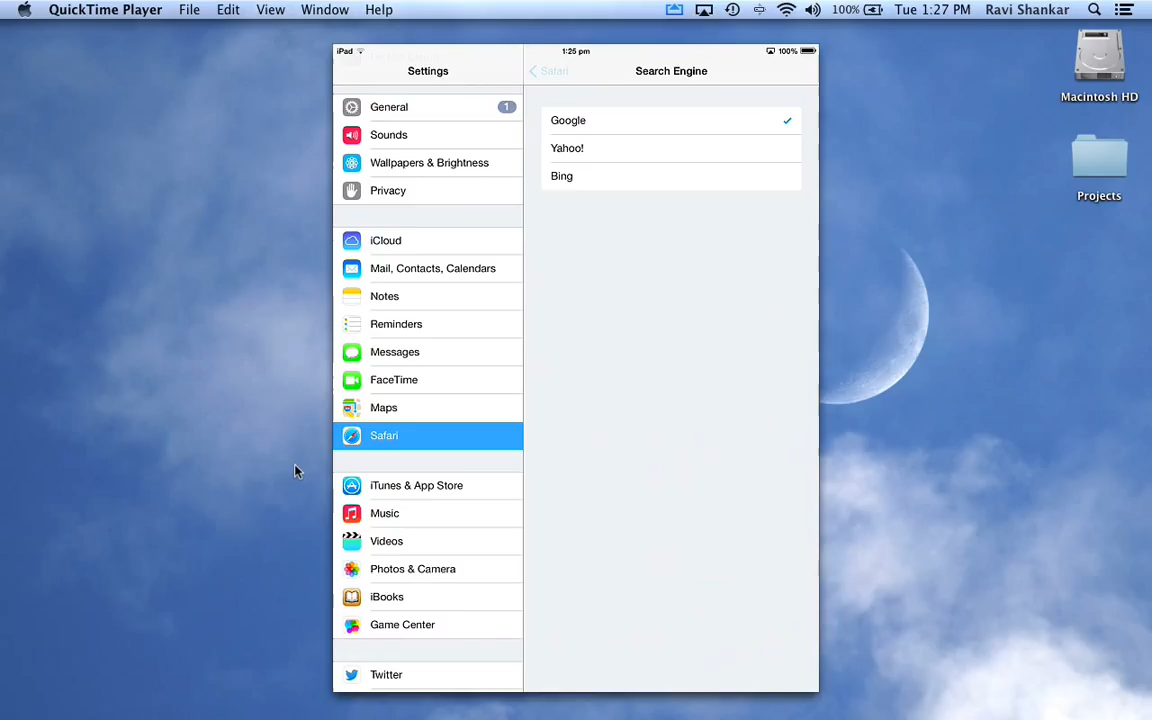 QuickTime Player File Edit View Window Help 100% Tue 1:27 PM Ravi Shankar
iPad 1:25 pm 100%
Settings
General 1
Sounds
Wallpapers & Brightness
Privacy
iCloud
Mail, Contacts, Calendars
Notes
Reminders
Messages
FaceTime
Maps
Safari
iTunes & App Store
Music
Videos
Photos & Camera
iBooks
Game Center
Twitter
Safari Search Engine
Google
Yahoo!
Bing
Macintosh HD
Projects